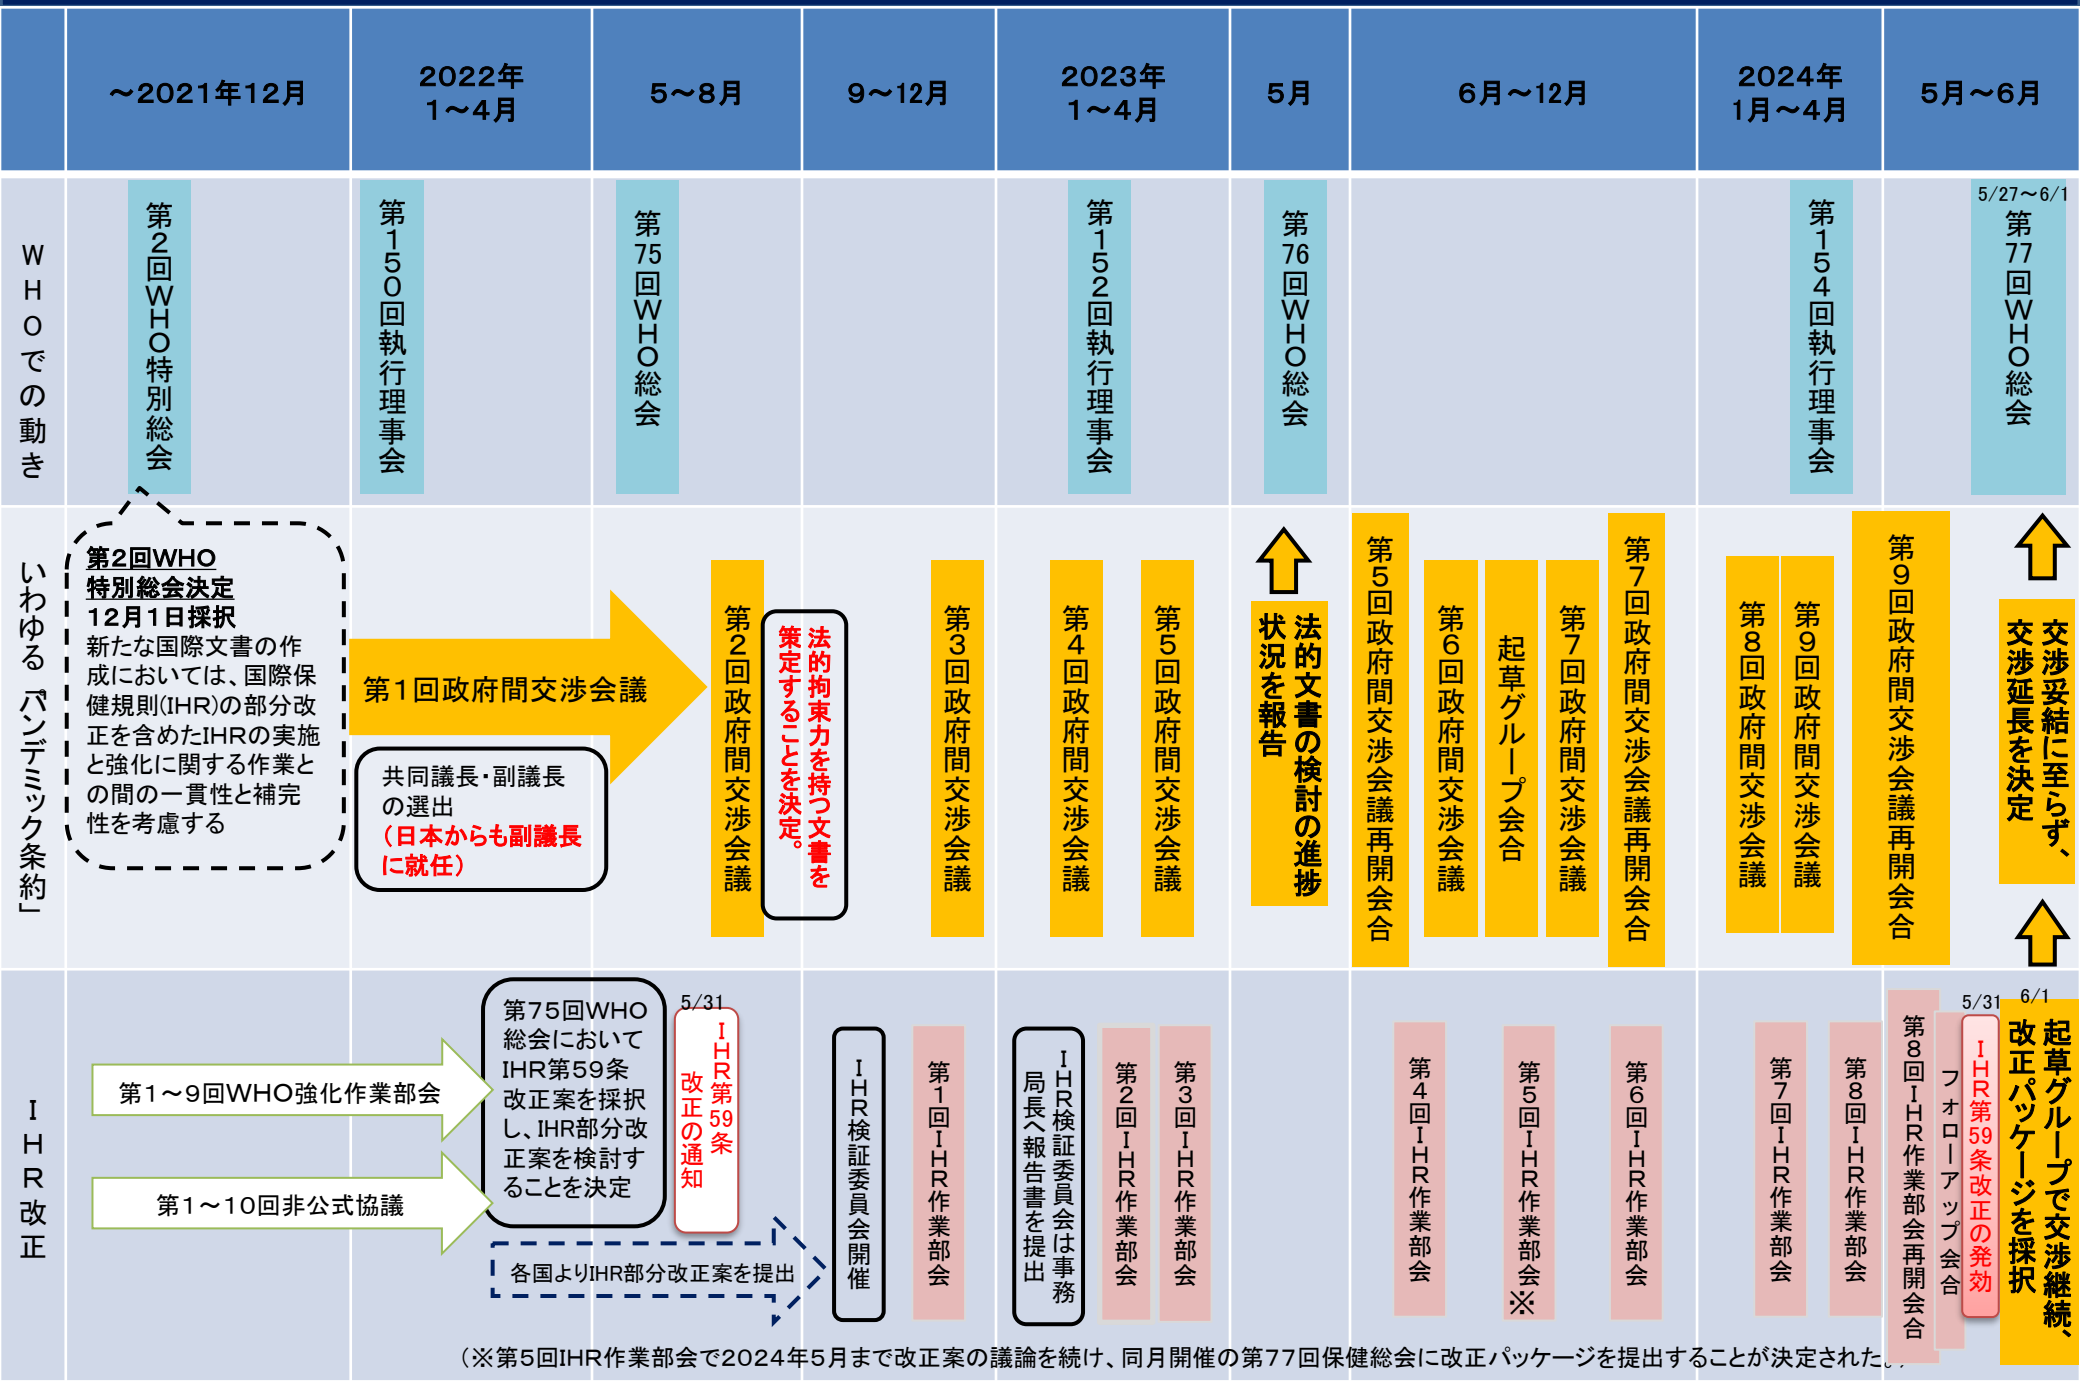 ～2021年12月
2022年
1～4月
5～8月
9～12月
2023年
1～4月
5月
6月～12月
2024年
1月～4月
5月～6月
WHOでの動き
第2回WHO特別総会
第150回執行理事会
第75回WHO総会
第152回執行理事会
第76回WHO総会
第154回執行理事会
5/27～6/1
第77回WHO総会
いわゆる「パンデミック条約」
第2回WHO
特別総会決定
12月1日採択
新たな国際文書の作
成においては、国際保
健規則(IHR)の部分改
正を含めたIHRの実施
と強化に関する作業と
の間の一貫性と補完
性を考慮する
第1回政府間交渉会議
共同議長・副議長
の選出
（日本からも副議長
に就任）
第2回政府間交渉会議
法的拘束力を持つ文書を
策定することを決定。
第3回政府間交渉会議
第4回政府間交渉会議
第5回政府間交渉会議
法的文書の検討の進捗
状況を報告
第5回政府間交渉会議再開会合
第6回政府間交渉会議
起草グループ会合
第7回政府間交渉会議
第7回政府間交渉会議再開会合
第8回政府間交渉会議
第9回政府間交渉会議
第9回政府間交渉会議再開会合
交渉妥結に至らず、
交渉延長を決定
IHR改正
第1～9回WHO強化作業部会
第1～10回非公式協議
第75回WHO
総会において
IHR第59条
改正案を採択
し、IHR部分改
正案を検討す
ることを決定
5/31
IHR第59条
改正の通知
各国よりIHR部分改正案を提出
IHR検証委員会開催
第1回IHR作業部会
IHR検証委員会は事務
局長へ報告書を提出
第2回IHR作業部会
第3回IHR作業部会
第4回IHR作業部会
第5回IHR作業部会※
第6回IHR作業部会
第7回IHR作業部会
第8回IHR作業部会
第8回IHR作業部会再開会合
フォローアップ会合
5/31
IHR第59条改正の発効
6/1
起草グループで交渉継続、
改正パッケージを採択
（※第5回IHR作業部会で2024年5月まで改正案の議論を続け、同月開催の第77回保健総会に改正パッケージを提出することが決定された。）